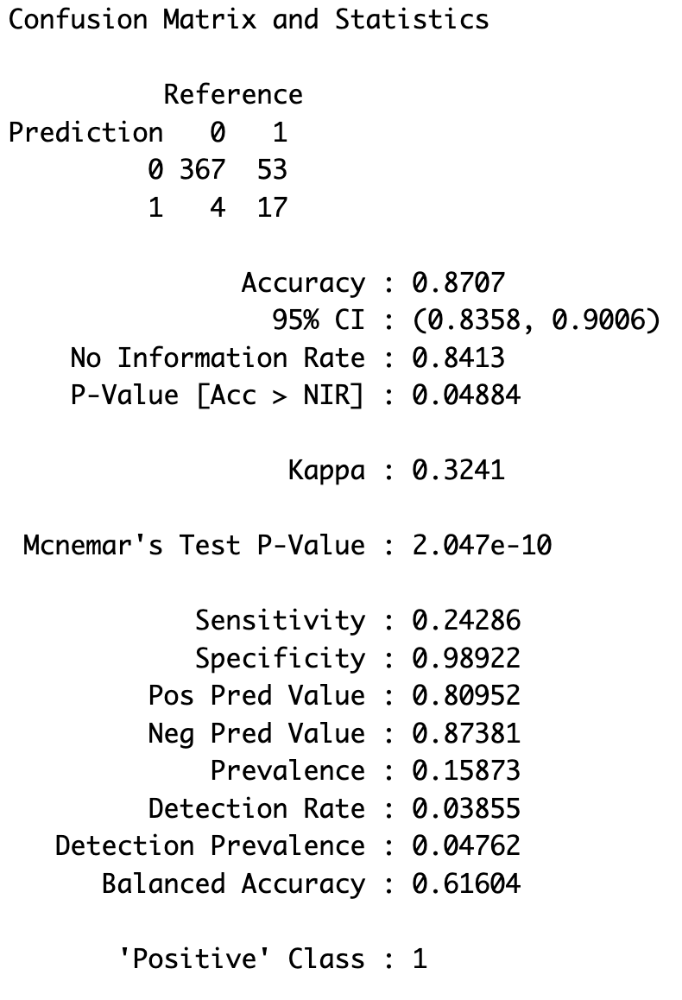 Confusion Matrix and Statistics
Reference
Prediction 0 1
0 367 53
1 4 17
Accuracy : 0.8707
95% CI : (0.8358, 0.9006)
No Information Rate : 0.8413
P-Value [Acc > NIR] : 0.04884
Kappa : 0.3241
Mcnemar's Test P-Value : 2.047e-10
Sensitivity : 0.24286
Specificity : 0.98922
Pos Pred Value : 0.80952
Neg Pred Value : 0.87381
Prevalence : 0.15873
Detection Rate : 0.03855
Detection Prevalence : 0.04762
Balanced Accuracy : 0.61604
'Positive' Class : 1